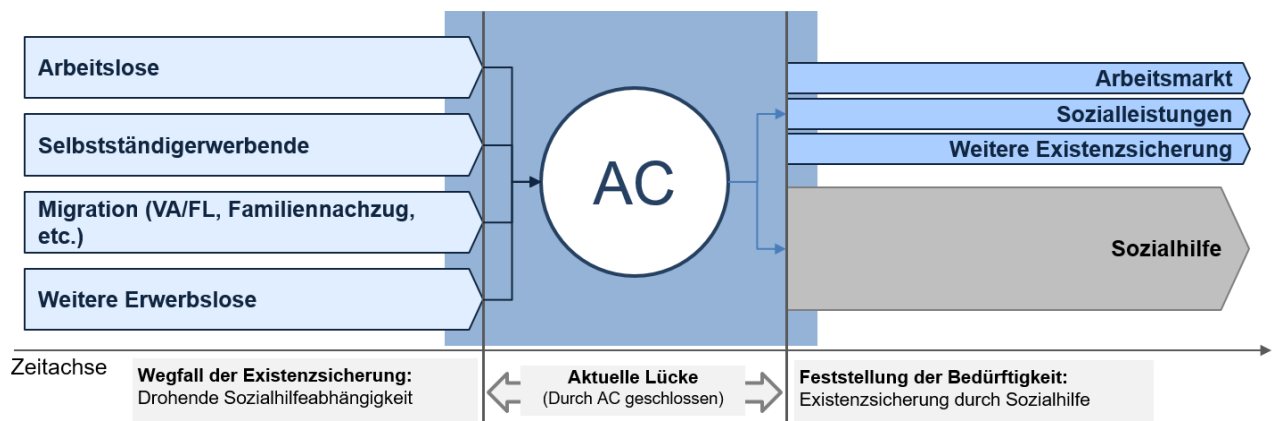 Arbeitslose
Selbstständigerwerbende
Migration (VA/FL, Familiennachzug,
etc.)
Weitere Erwerbslose
AC
Arbeitsmarkt
Sozialleistungen
Weitere Existenzsicherung
Sozialhilfe
Zeitachse
Wegfall der Existenzsicherung:
Drohende Sozialhilfeabhängigkeit
Aktuelle Lücke
(Durch AC geschlossen)
Feststellung der Bedürftigkeit:
Existenzsicherung durch Sozialhilfe